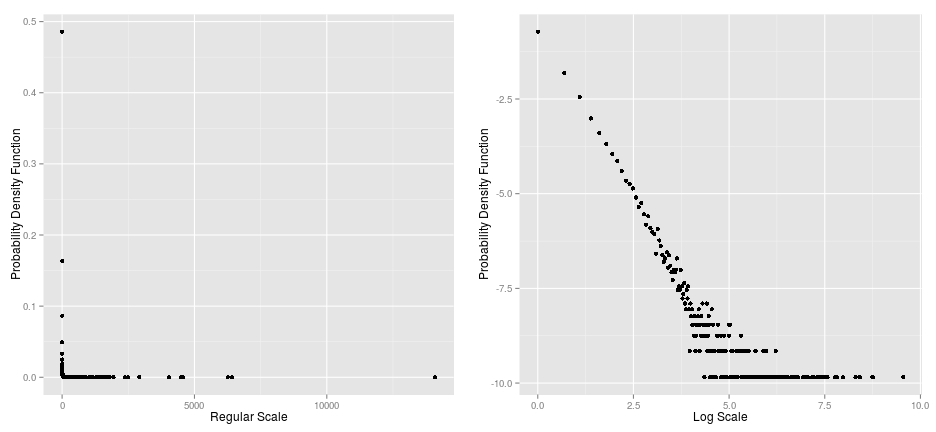 Probability Density Function
0.5
0.4
0.3
0.2
0.1
0.0
0 5000 10000
Regular Scale
Probability Density Function
-2.5
-5.0
-7.5
-10.0
0.0 2.5 5.0 7.5 10.0
Log Scale